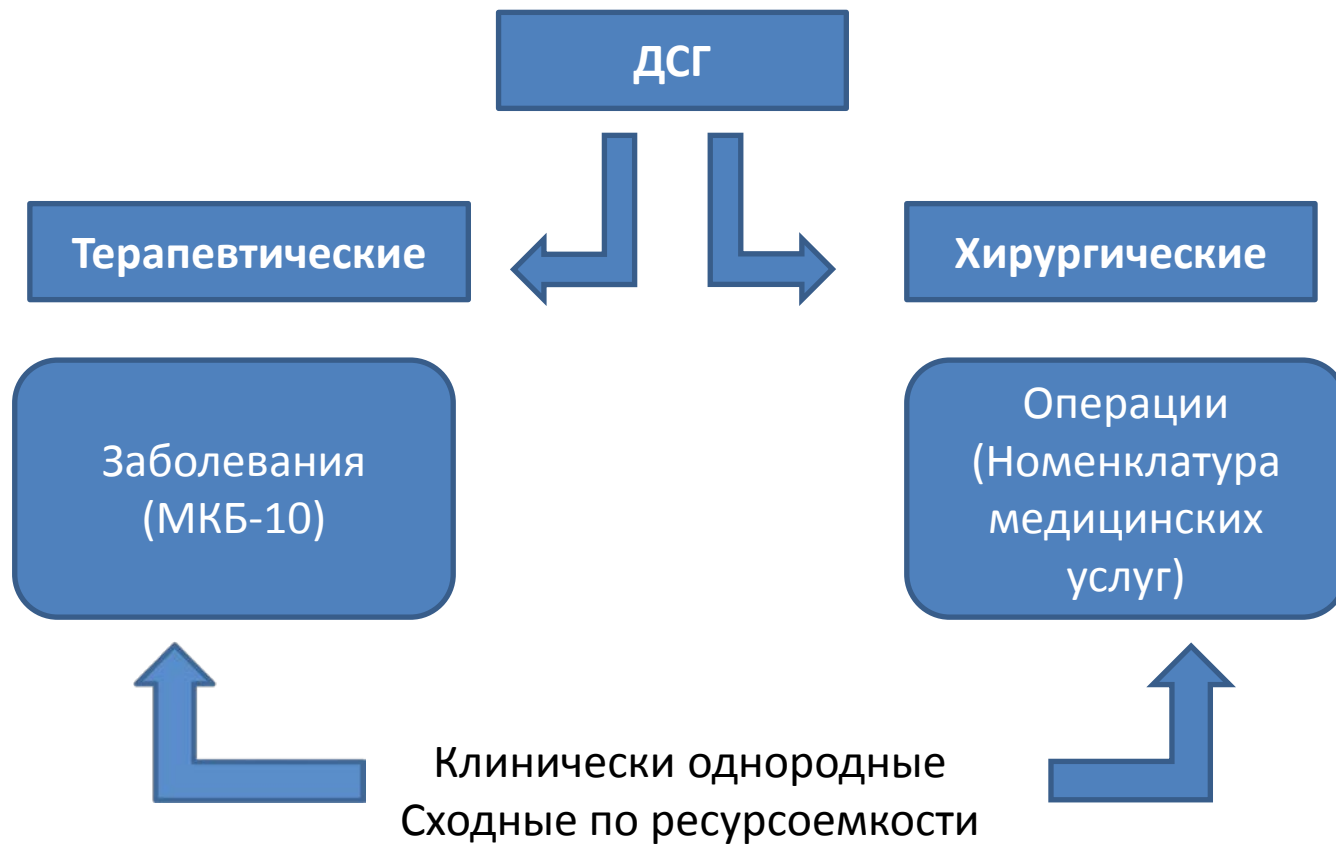 ДСГ
Терапевтические
Хирургические
Заболевания
(МКБ-10)
Операции
(Номенклатура
медицинских
услуг)
Клинически однородные
Сходные по ресурсоемкости